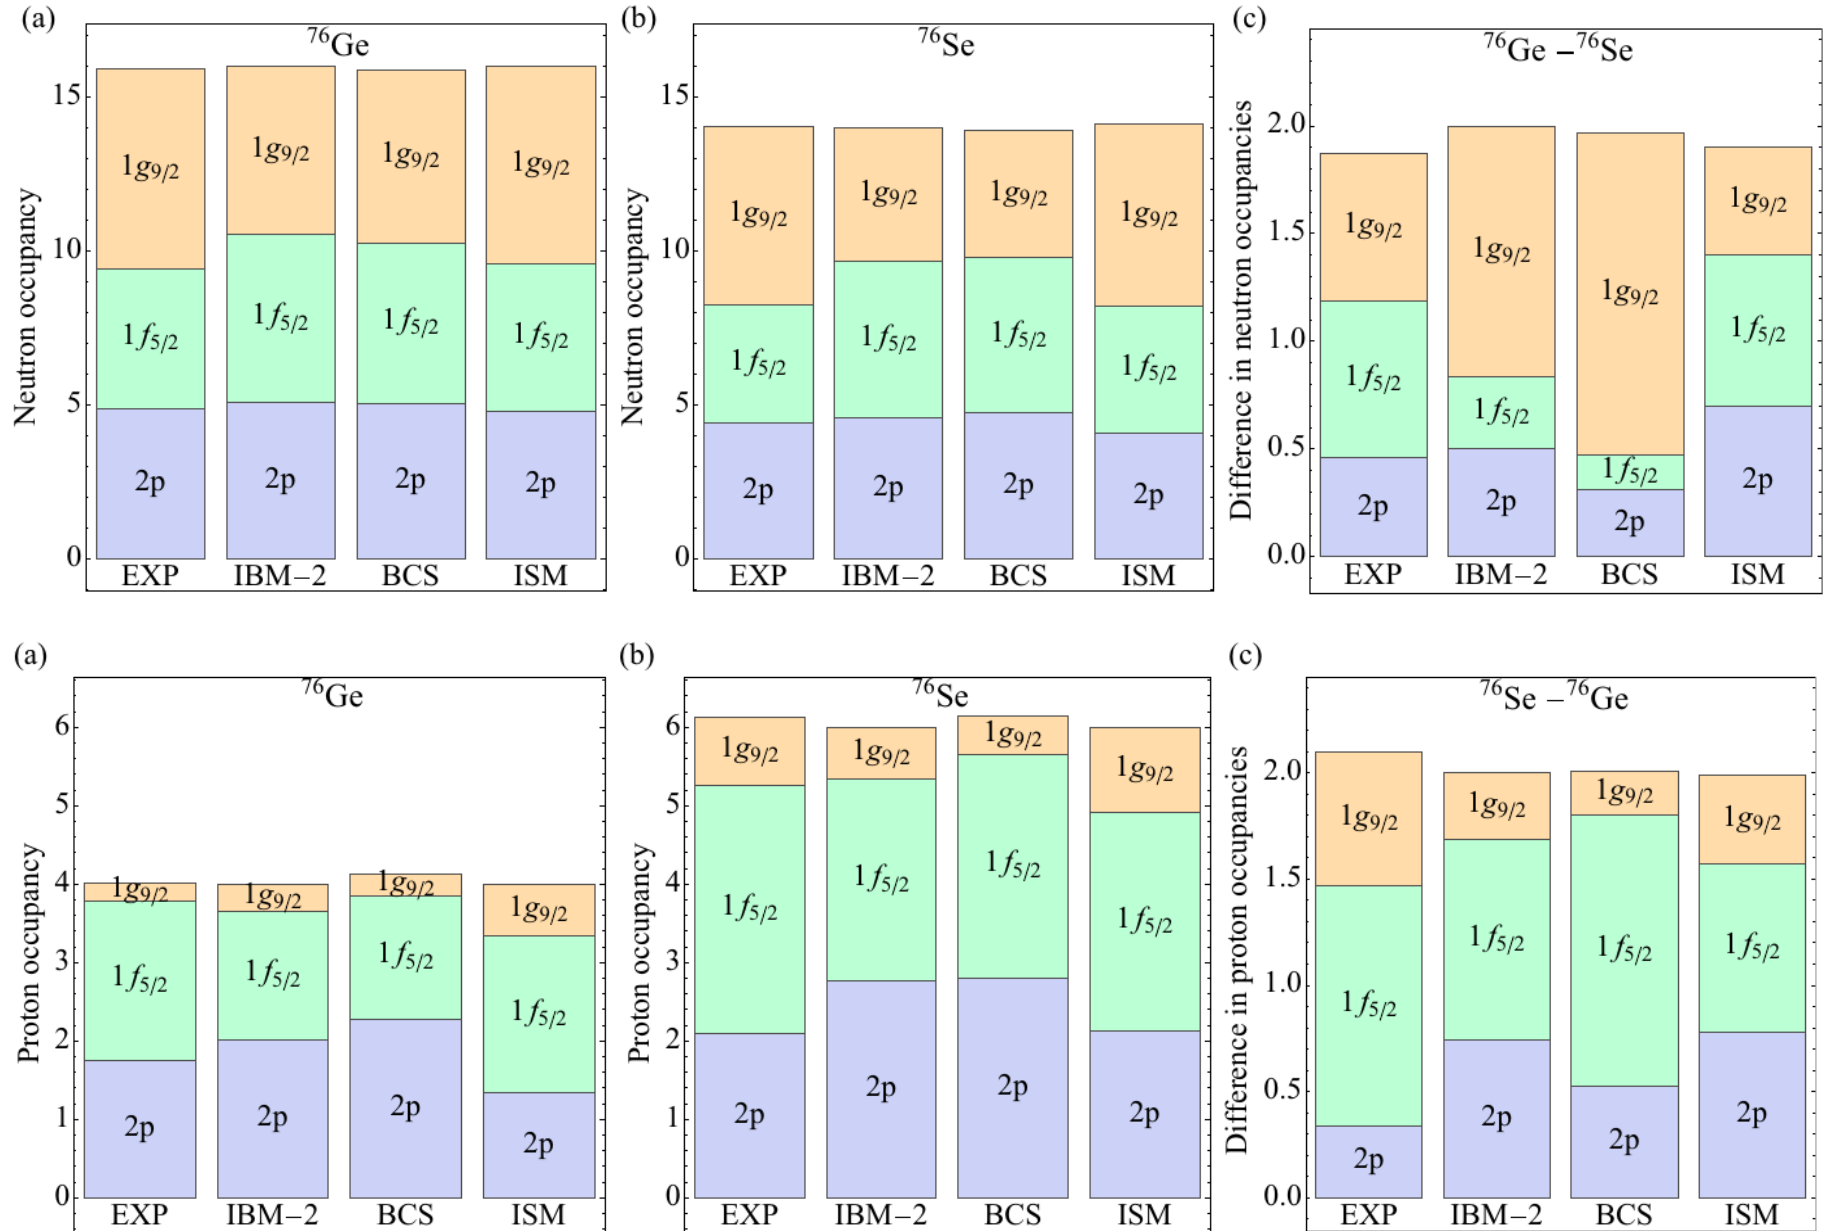 (a)
⁷⁶Ge
Neutron occupancy
15
10
5
0
1g₉/₂
1g₉/₂
1g₉/₂
1g₉/₂
1f₅/₂
1f₅/₂
1f₅/₂
1f₅/₂
2p
2p
2p
2p
EXP IBM−2 BCS ISM
(b)
⁷⁶Se
Neutron occupancy
15
10
5
0
1g₉/₂
1g₉/₂
1g₉/₂
1g₉/₂
1f₅/₂
1f₅/₂
1f₅/₂
1f₅/₂
2p
2p
2p
2p
EXP IBM−2 BCS ISM
(c)
⁷⁶Ge −⁷⁶Se
Difference in neutron occupancies
2.0
1.5
1.0
0.5
0.0
1g₉/₂
1g₉/₂
1g₉/₂
1g₉/₂
1f₅/₂
1f₅/₂
1f₅/₂
1f₅/₂
2p
2p
2p
2p
EXP IBM−2 BCS ISM
(a)
⁷⁶Ge
Proton occupancy
6
5
4
3
2
1
0
1g₉/₂
1g₉/₂
1g₉/₂
1g₉/₂
1f₅/₂
1f₅/₂
1f₅/₂
1f₅/₂
2p
2p
2p
2p
EXP IBM−2 BCS ISM
(b)
⁷⁶Se
Proton occupancy
6
5
4
3
2
1
0
1g₉/₂
1g₉/₂
1g₉/₂
1g₉/₂
1f₅/₂
1f₅/₂
1f₅/₂
1f₅/₂
2p
2p
2p
2p
EXP IBM−2 BCS ISM
(c)
⁷⁶Se −⁷⁶Ge
Difference in proton occupancies
2.0
1.5
1.0
0.5
0.0
1g₉/₂
1g₉/₂
1g₉/₂
1g₉/₂
1f₅/₂
1f₅/₂
1f₅/₂
1f₅/₂
2p
2p
2p
2p
EXP IBM−2 BCS ISM